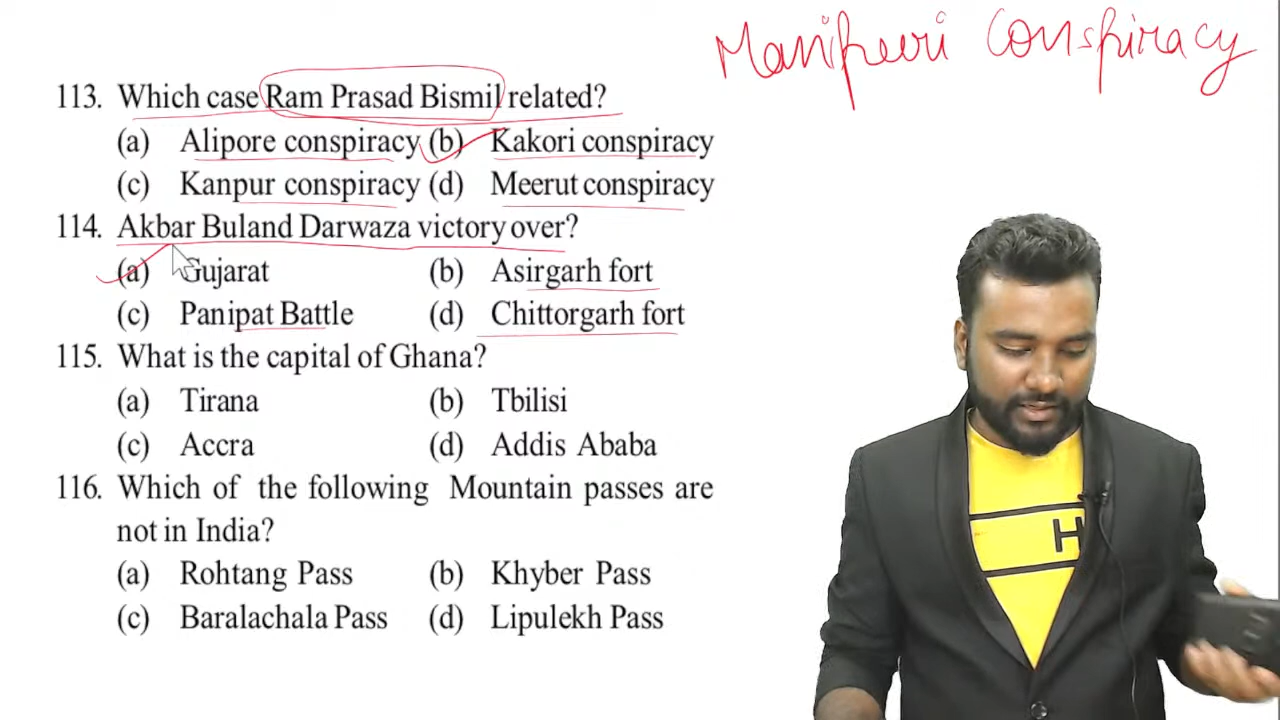 Manipuri Conspiracy
113. Which case Ram Prasad Bismil related?
(a) Alipore conspiracy (b) Kakori conspiracy
(c) Kanpur conspiracy (d) Meerut conspiracy
114. Akbar Buland Darwaza victory over?
(a) Gujarat (b) Asirgarh fort
(c) Panipat Battle (d) Chittorgarh fort
115. What is the capital of Ghana?
(a) Tirana (b) Tbilisi
(c) Accra (d) Addis Ababa
116. Which of the following Mountain passes are
not in India?
(a) Rohtang Pass (b) Khyber Pass
(c) Baralachala Pass (d) Lipulekh Pass
H